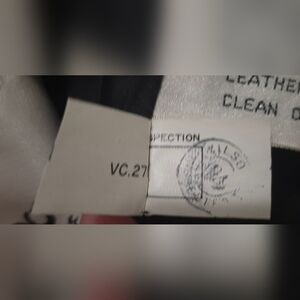 LEATHER
CLEAN D
SPECTION
VC.27